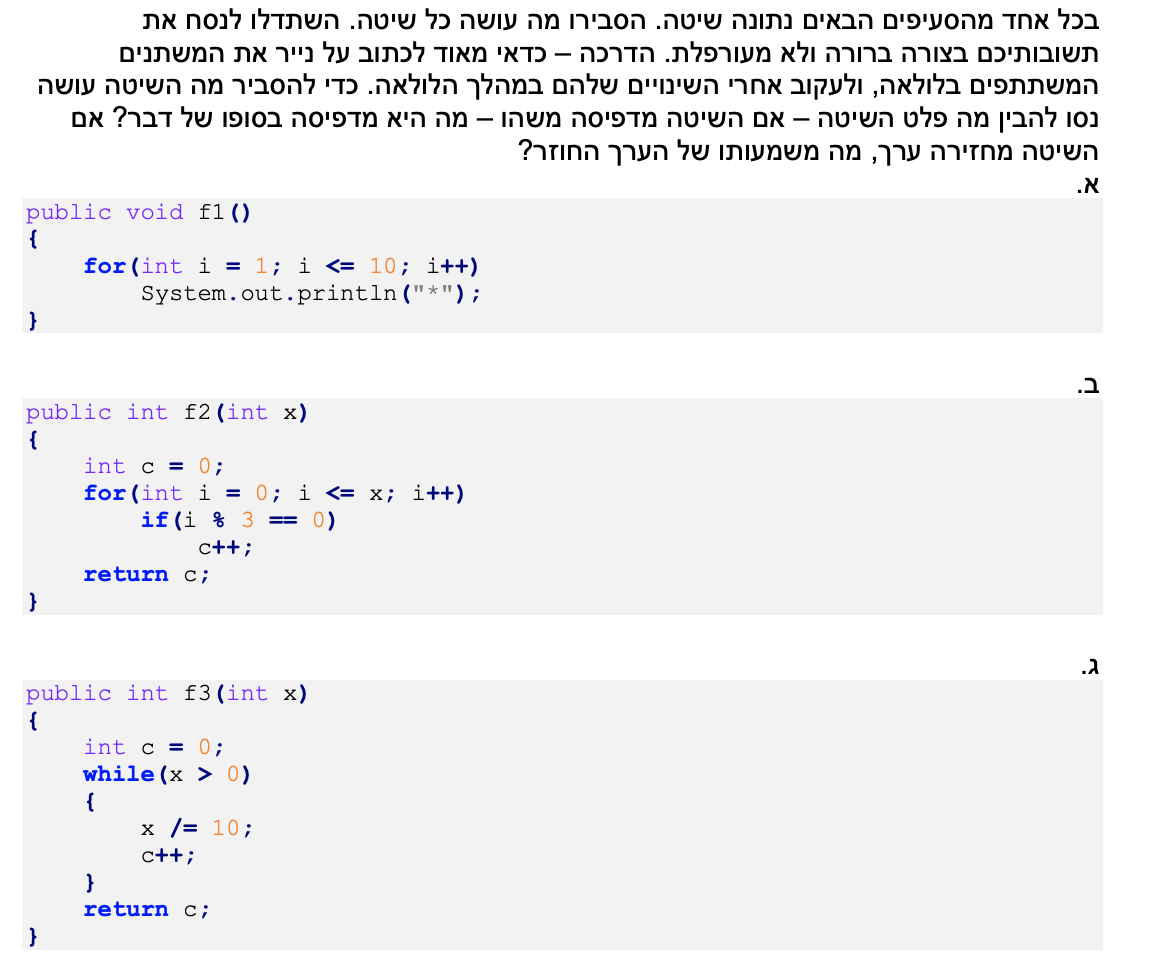 בכל אחד מהסעיפים הבאים נתונה שיטה. הסבירו מה עושה כל שיטה. השתדלו לנסח את
תשובותיכם בצורה ברורה ולא מעורפלת. הדרכה – כדאי מאוד לכתוב על נייר את המשתנים
המשתתפים בלולאה, ולעקוב אחרי השינויים שלהם במהלך הלולאה. כדי להסביר מה השיטה עושה
נסו להבין מה פלט השיטה – אם השיטה מדפיסה משהו – מה היא מדפיסה בסופו של דבר? אם
השיטה מחזירה ערך, מה משמעותו של הערך החוזר?
א.
public void f1()
{
    for(int i = 1; i <= 10; i++)
        System.out.println("*");
}
ב.
public int f2(int x)
{
    int c = 0;
    for(int i = 0; i <= x; i++)
        if(i % 3 == 0)
            c++;
    return c;
}
ג.
public int f3(int x)
{
    int c = 0;
    while(x > 0)
    {
        x /= 10;
        c++;
    }
    return c;
}